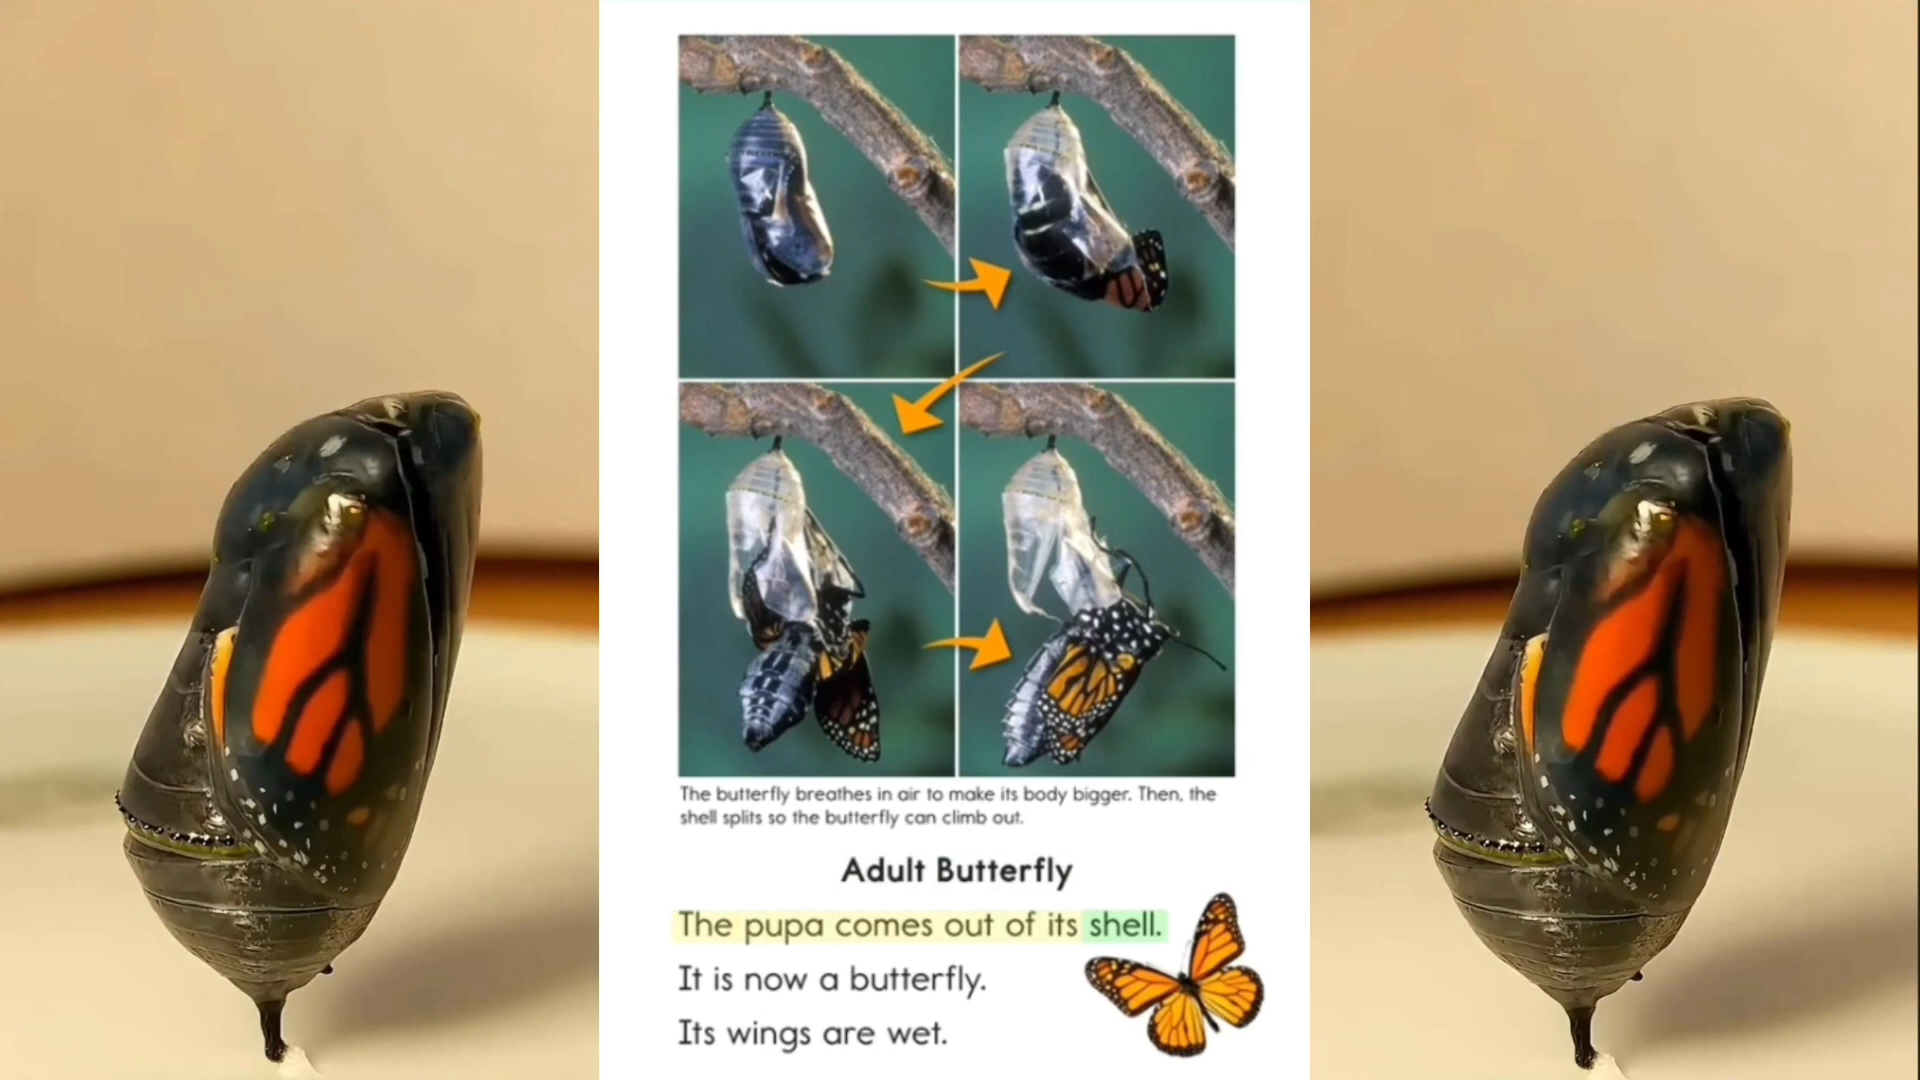 The butterfly breathes in air to make its body bigger. Then, the
shell splits so the butterfly can climb out.
Adult Butterfly
The pupa comes out of its shell.
It is now a butterfly.
Its wings are wet.